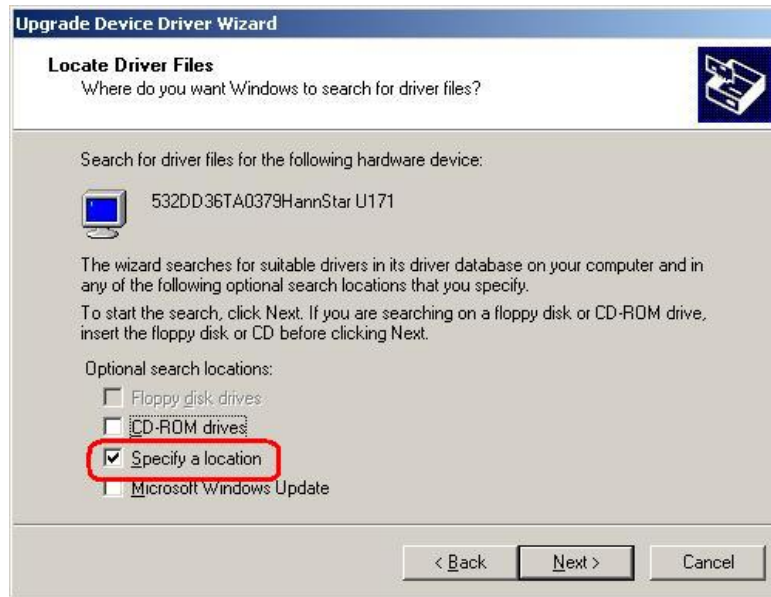 Upgrade Device Driver Wizard
Locate Driver Files
Where do you want Windows to search for driver files?
Search for driver files for the following hardware device:
532DD36TA0379HannStar U171
The wizard searches for suitable drivers in its driver database on your computer and in
any of the following optional search locations that you specify.
To start the search, click Next. If you are searching on a floppy disk or CD-ROM drive,
insert the floppy disk or CD before clicking Next.
Optional search locations:
Floppy disk drives
CD-ROM drives
Specify a location
Microsoft Windows Update
< Back Next > Cancel